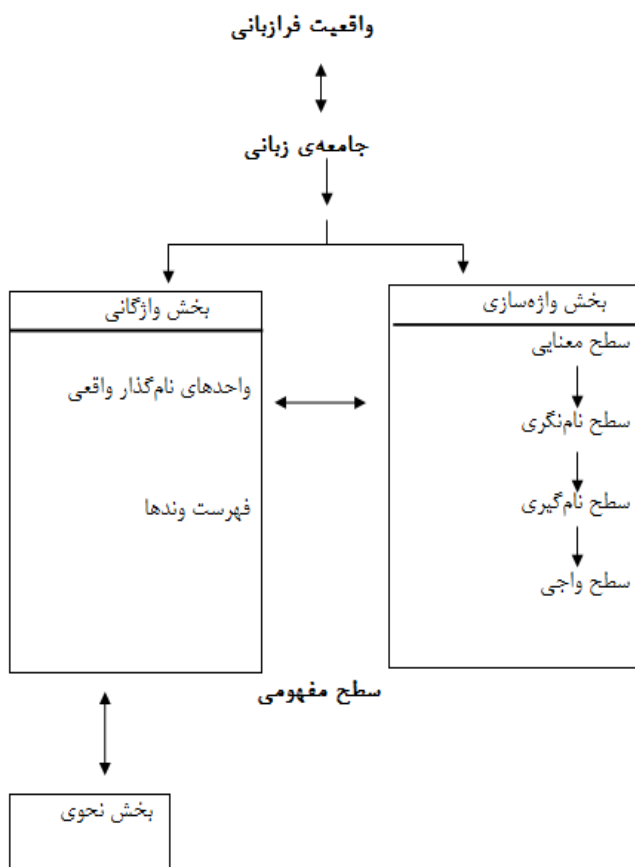 واقعیت فرازبانی
جامعه‌ی زبانی
بخش واژه‌سازی
سطح معنایی
سطح نام‌نگری
سطح نام‌گیری
سطح واجی
بخش واژگانی
واحدهای نام‌گذار واقعی
فهرست وندها
سطح مفهومی
بخش نحوی